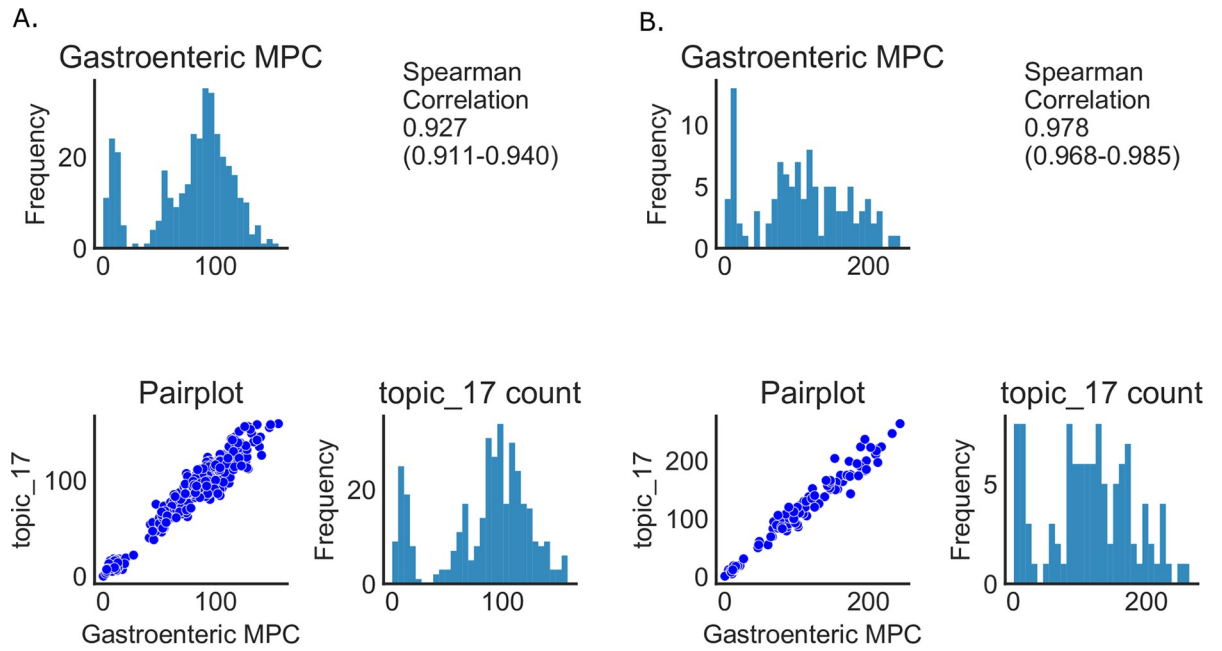 A.
B.
Gastroenteric MPC
Spearman
Correlation
0.927
(0.911-0.940)
Frequency
20
0
0
100
Gastroenteric MPC
Spearman
Correlation
0.978
(0.968-0.985)
Frequency
10
5
0
0
200
Pairplot
topic_17
100
0
0
100
Gastroenteric MPC
topic_17 count
Frequency
20
0
0
100
Pairplot
topic_17
200
100
0
0
200
Gastroenteric MPC
topic_17 count
Frequency
5
0
0
200